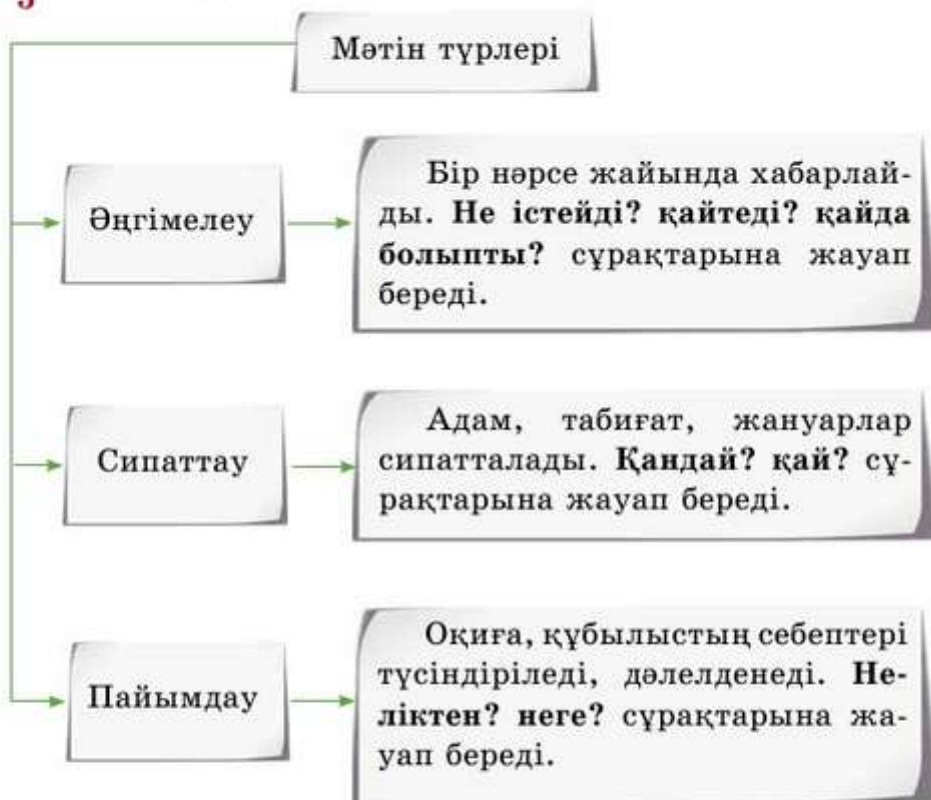 Мәтін түрлері
Әңгімелеу
Бір нәрсе жайында хабарлай-
ды. Не істейді? қайтеді? қайда
болыпты? сұрақтарына жауап
береді.
Сипаттау
Адам, табиғат, жануарлар
сипатталады. Қандай? қай? сұ-
рақтарына жауап береді.
Пайымдау
Оқиға, құбылыстың себептері
түсіндіріледі, дәлелденеді. Не-
ліктен? неге? сұрақтарына жа-
уап береді.